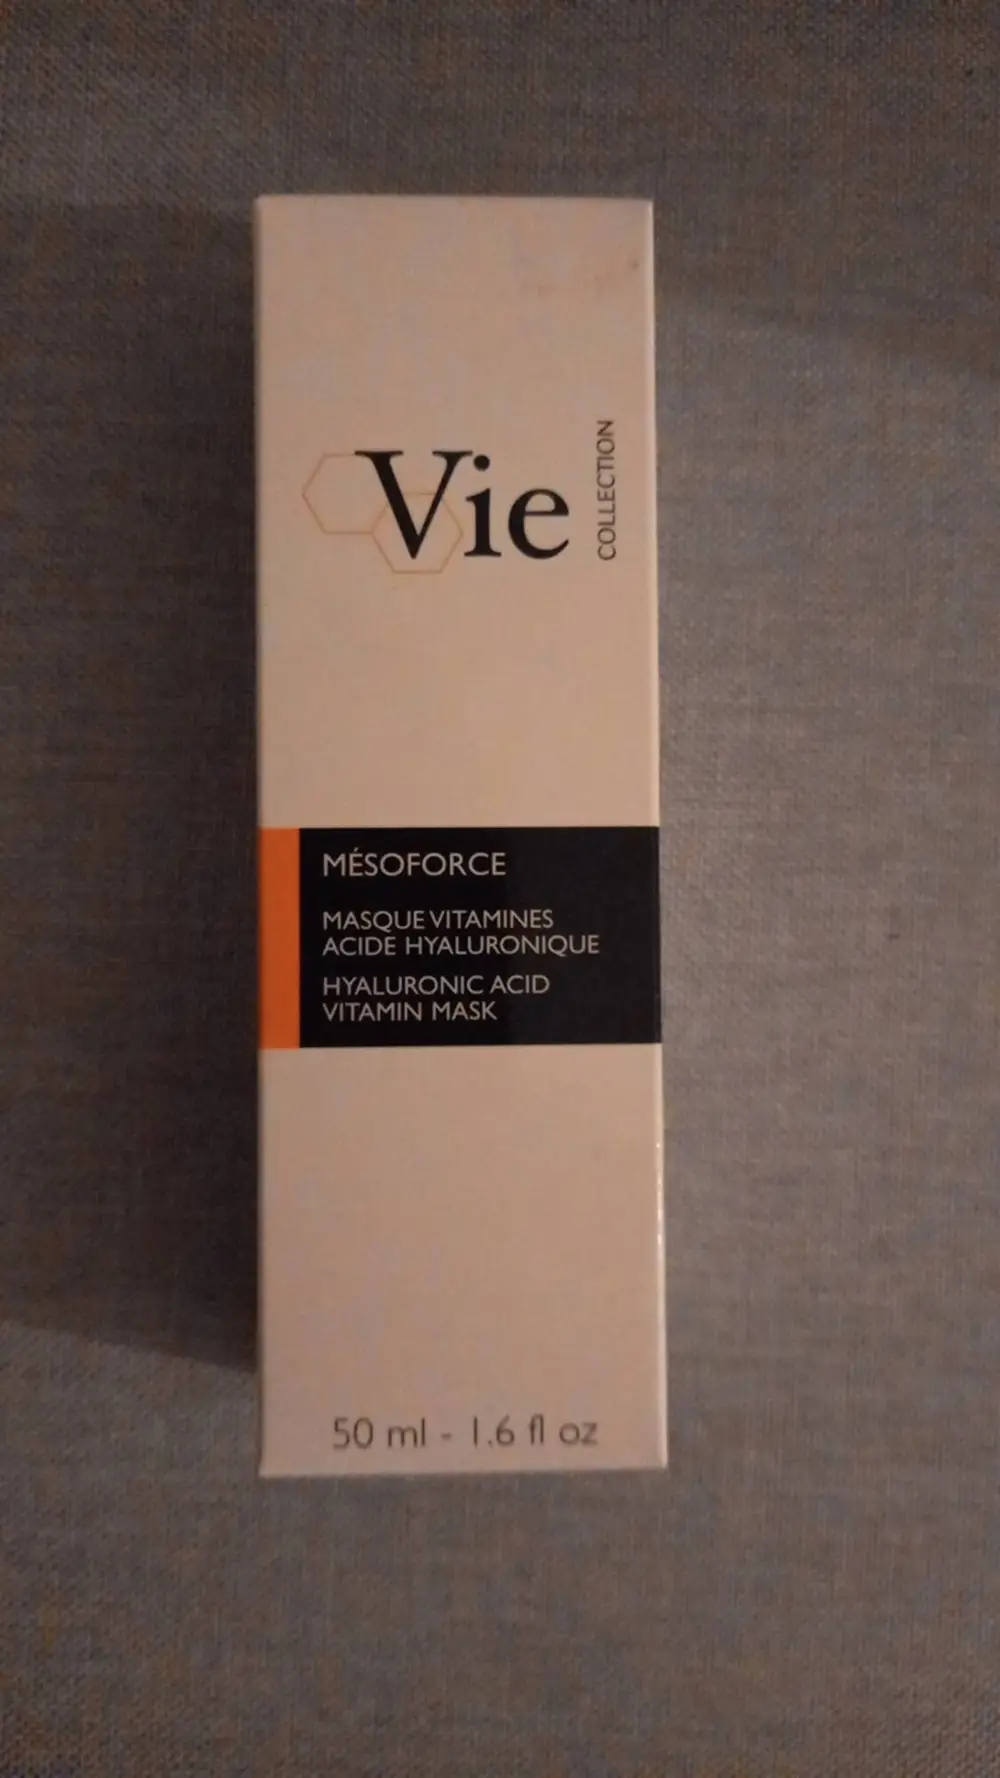 Vie
COLLECTION
MÉSOFORCE
MASQUE VITAMINES
ACIDE HYALURONIQUE
HYALURONIC ACID
VITAMIN MASK
50 ml - 1.6 fl oz